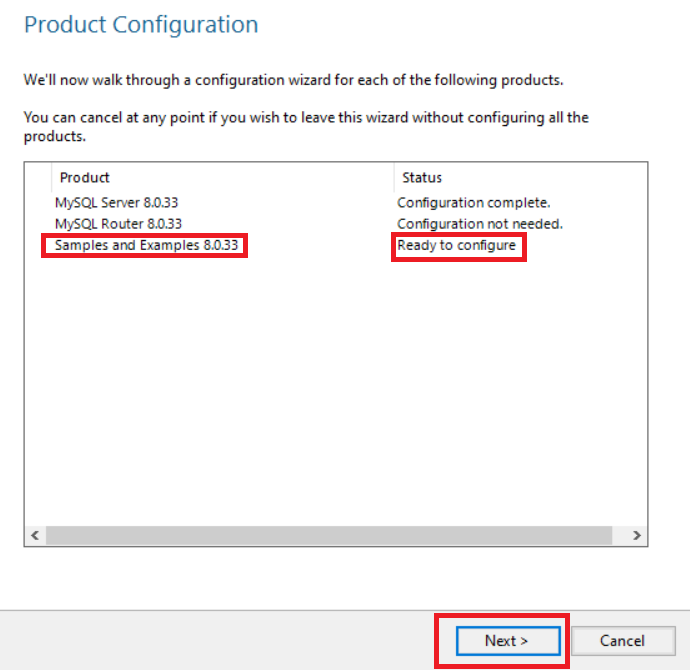 Product Configuration
We'll now walk through a configuration wizard for each of the following products.
You can cancel at any point if you wish to leave this wizard without configuring all the
products.
Product Status
MySQL Server 8.0.33 Configuration complete.
MySQL Router 8.0.33 Configuration not needed.
Samples and Examples 8.0.33 Ready to configure
Next > Cancel